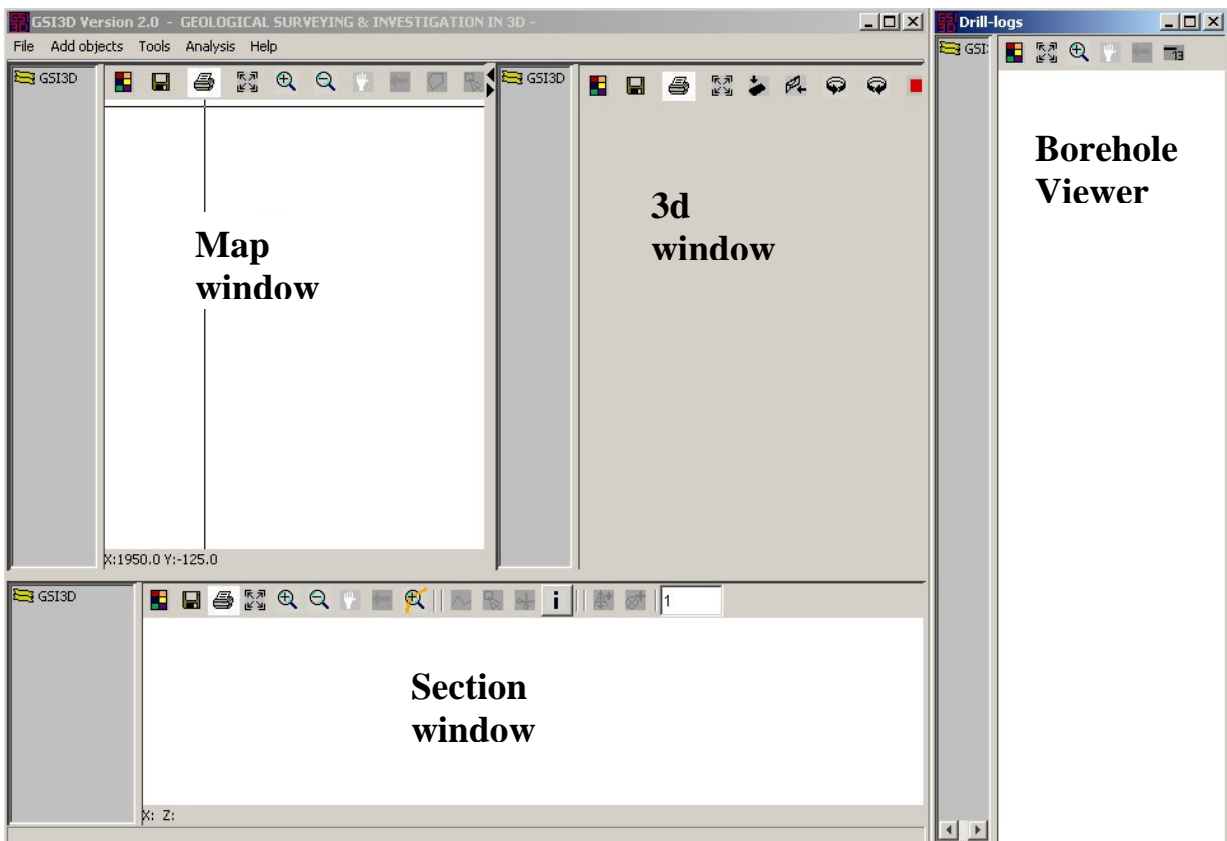 GSI3D Version 2.0 - GEOLOGICAL SURVEYING & INVESTIGATION IN 3D -
File Add objects Tools Analysis Help
GSI3D
Map
window
X:1950.0 Y:-125.0
GSI3D
3d
window
GSI3D
i
1
Section
window
X: Z:
Drill-logs
GSI:
13
Borehole
Viewer